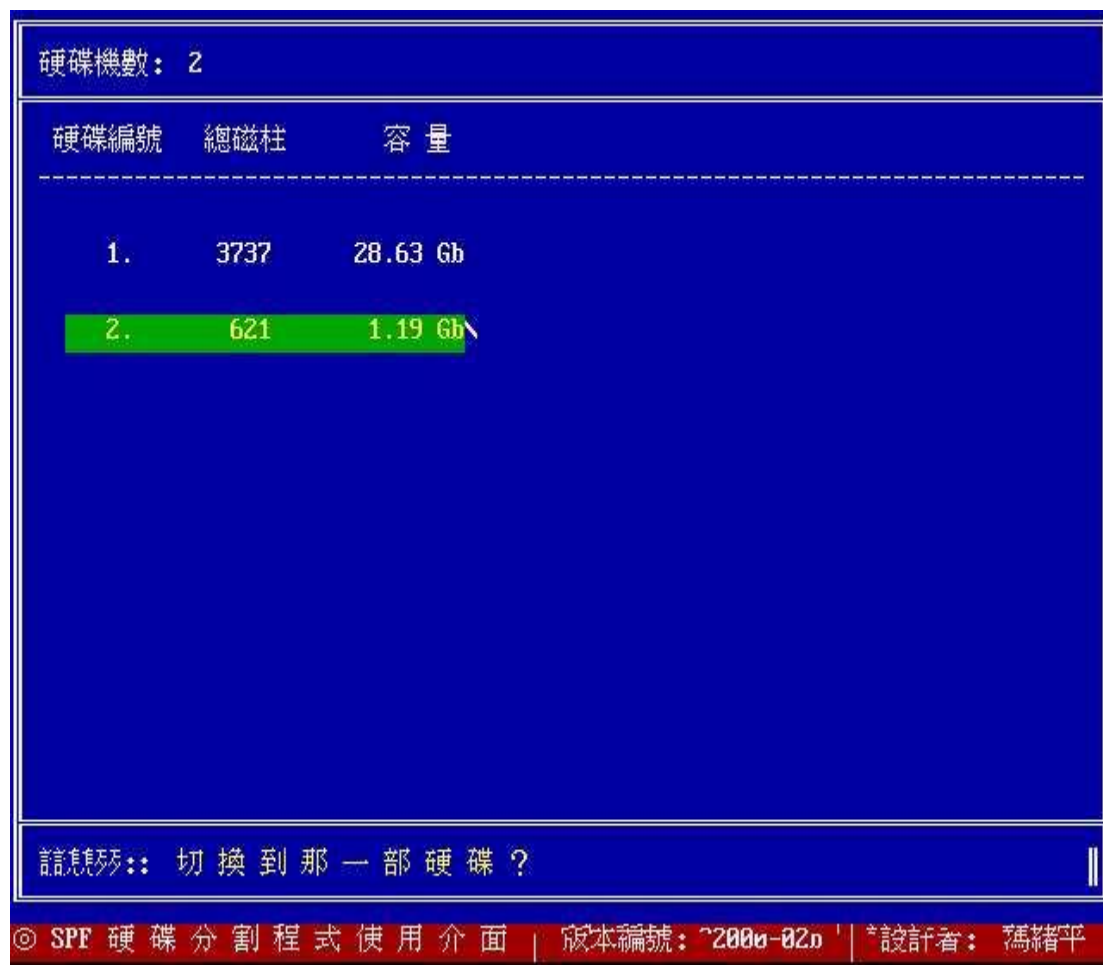 硬碟機數: 2
硬碟編號 總磁柱 容量
1. 3737 28.63 Gb
2. 621 1.19 Gb
切換到那一部硬碟?
◎ SPF 硬碟分割程式使用介面 版本編號: 設計者: